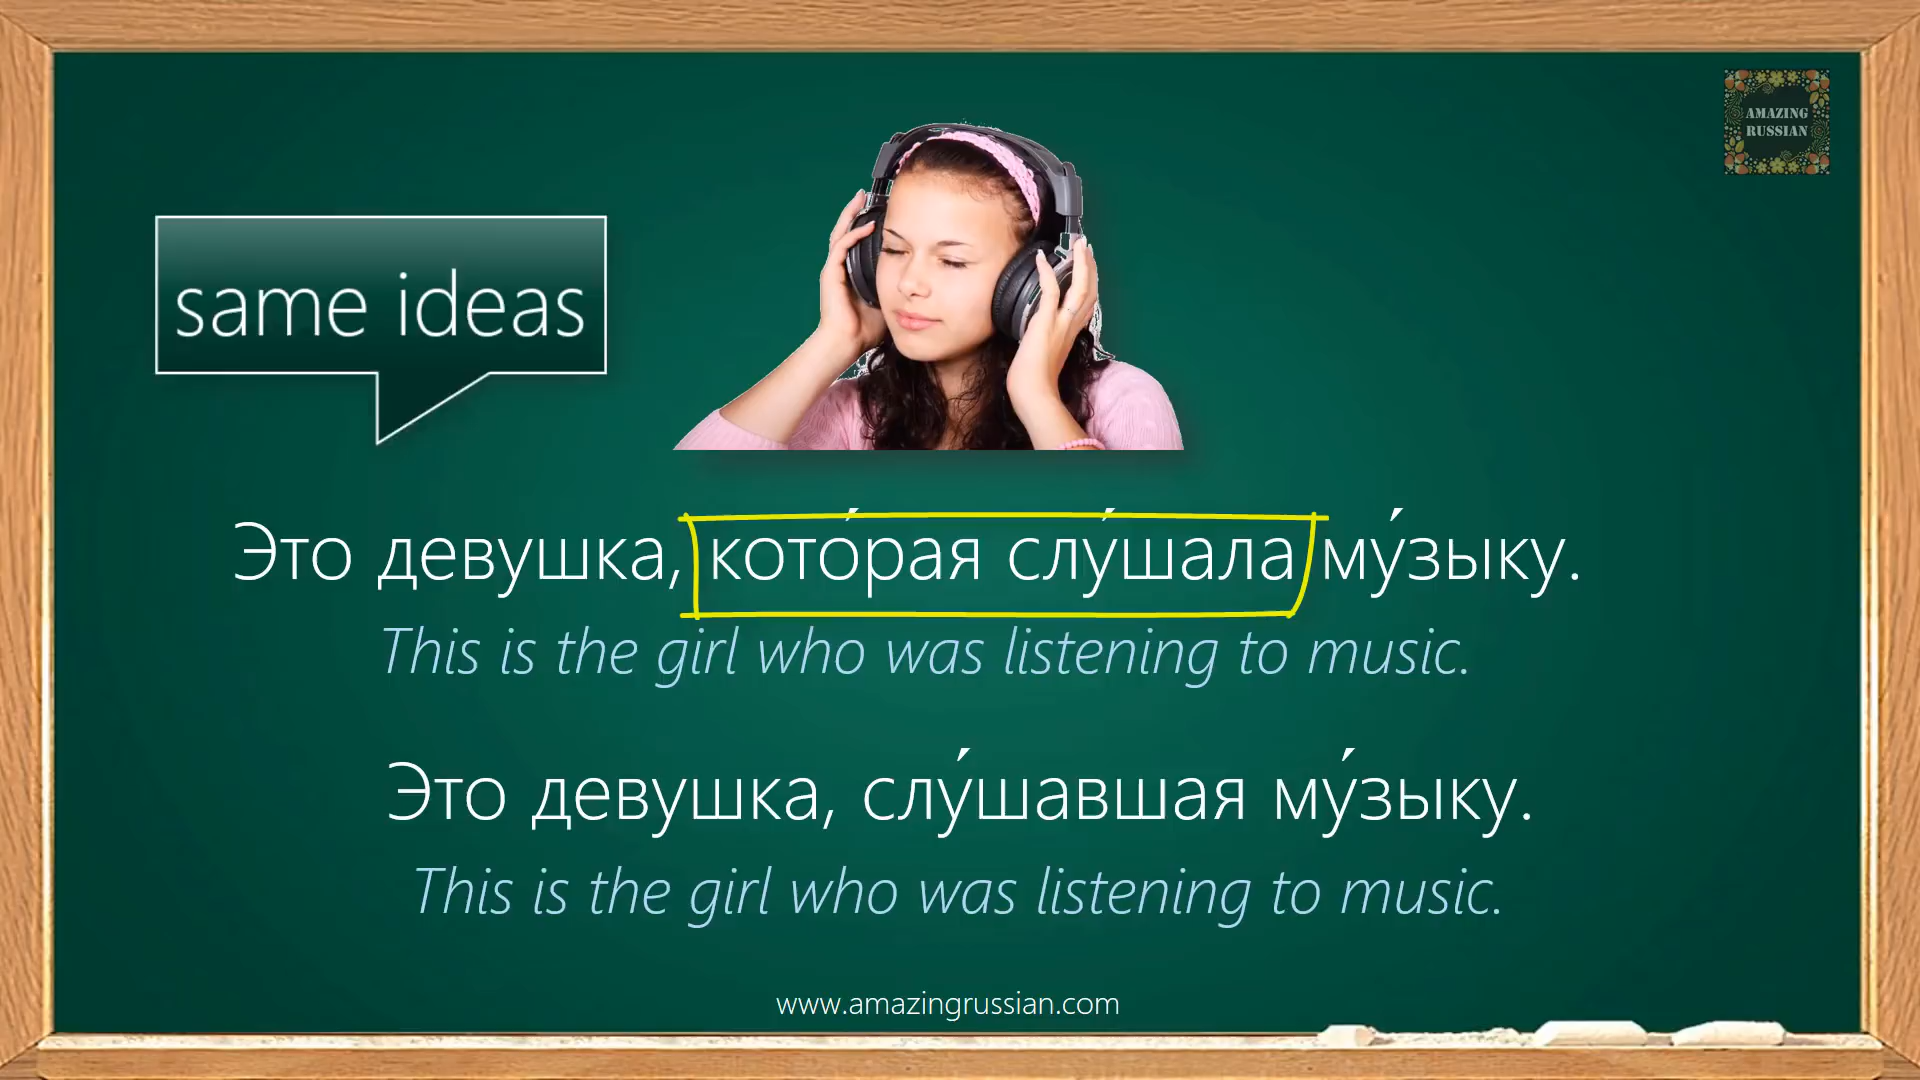 AMAZING
RUSSIAN
same ideas
Это девушка, кото́рая слу́шала му́зыку.
This is the girl who was listening to music.
Это девушка, слу́шавшая му́зыку.
This is the girl who was listening to music.
www.amazingrussian.com